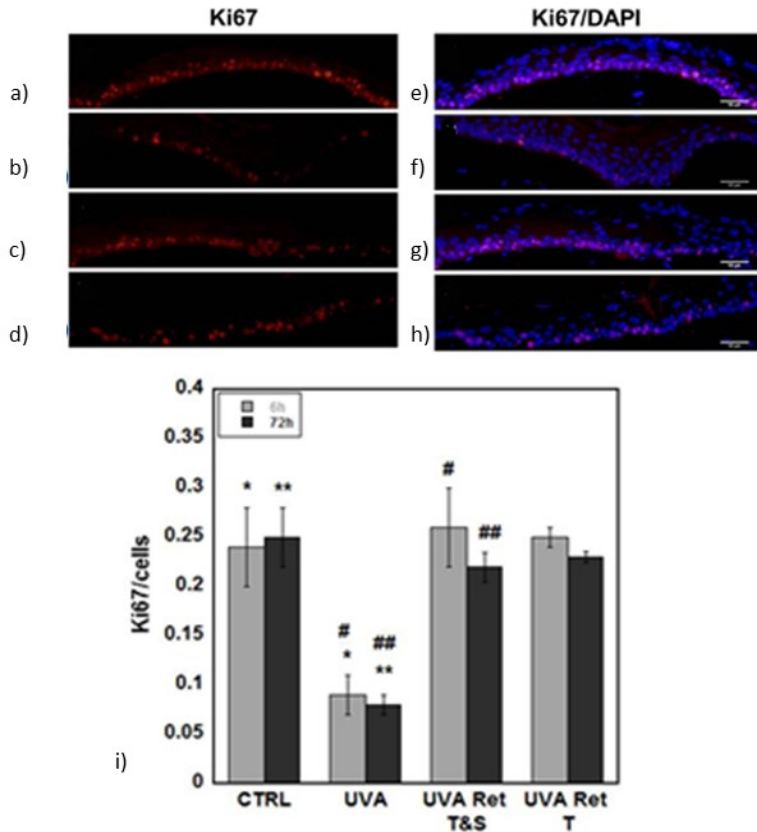 Ki67
Ki67/DAPI
a)
e)
b)
f)
c)
g)
d)
h)
0.4
6h
72h
0.35
0.3
# 
* ** ##
0.25
0.2
Ki67/cells
0.15
# ##
* **
0.1
0.05
i)
0
CTRL UVA UVA Ret UVA Ret
T&S T